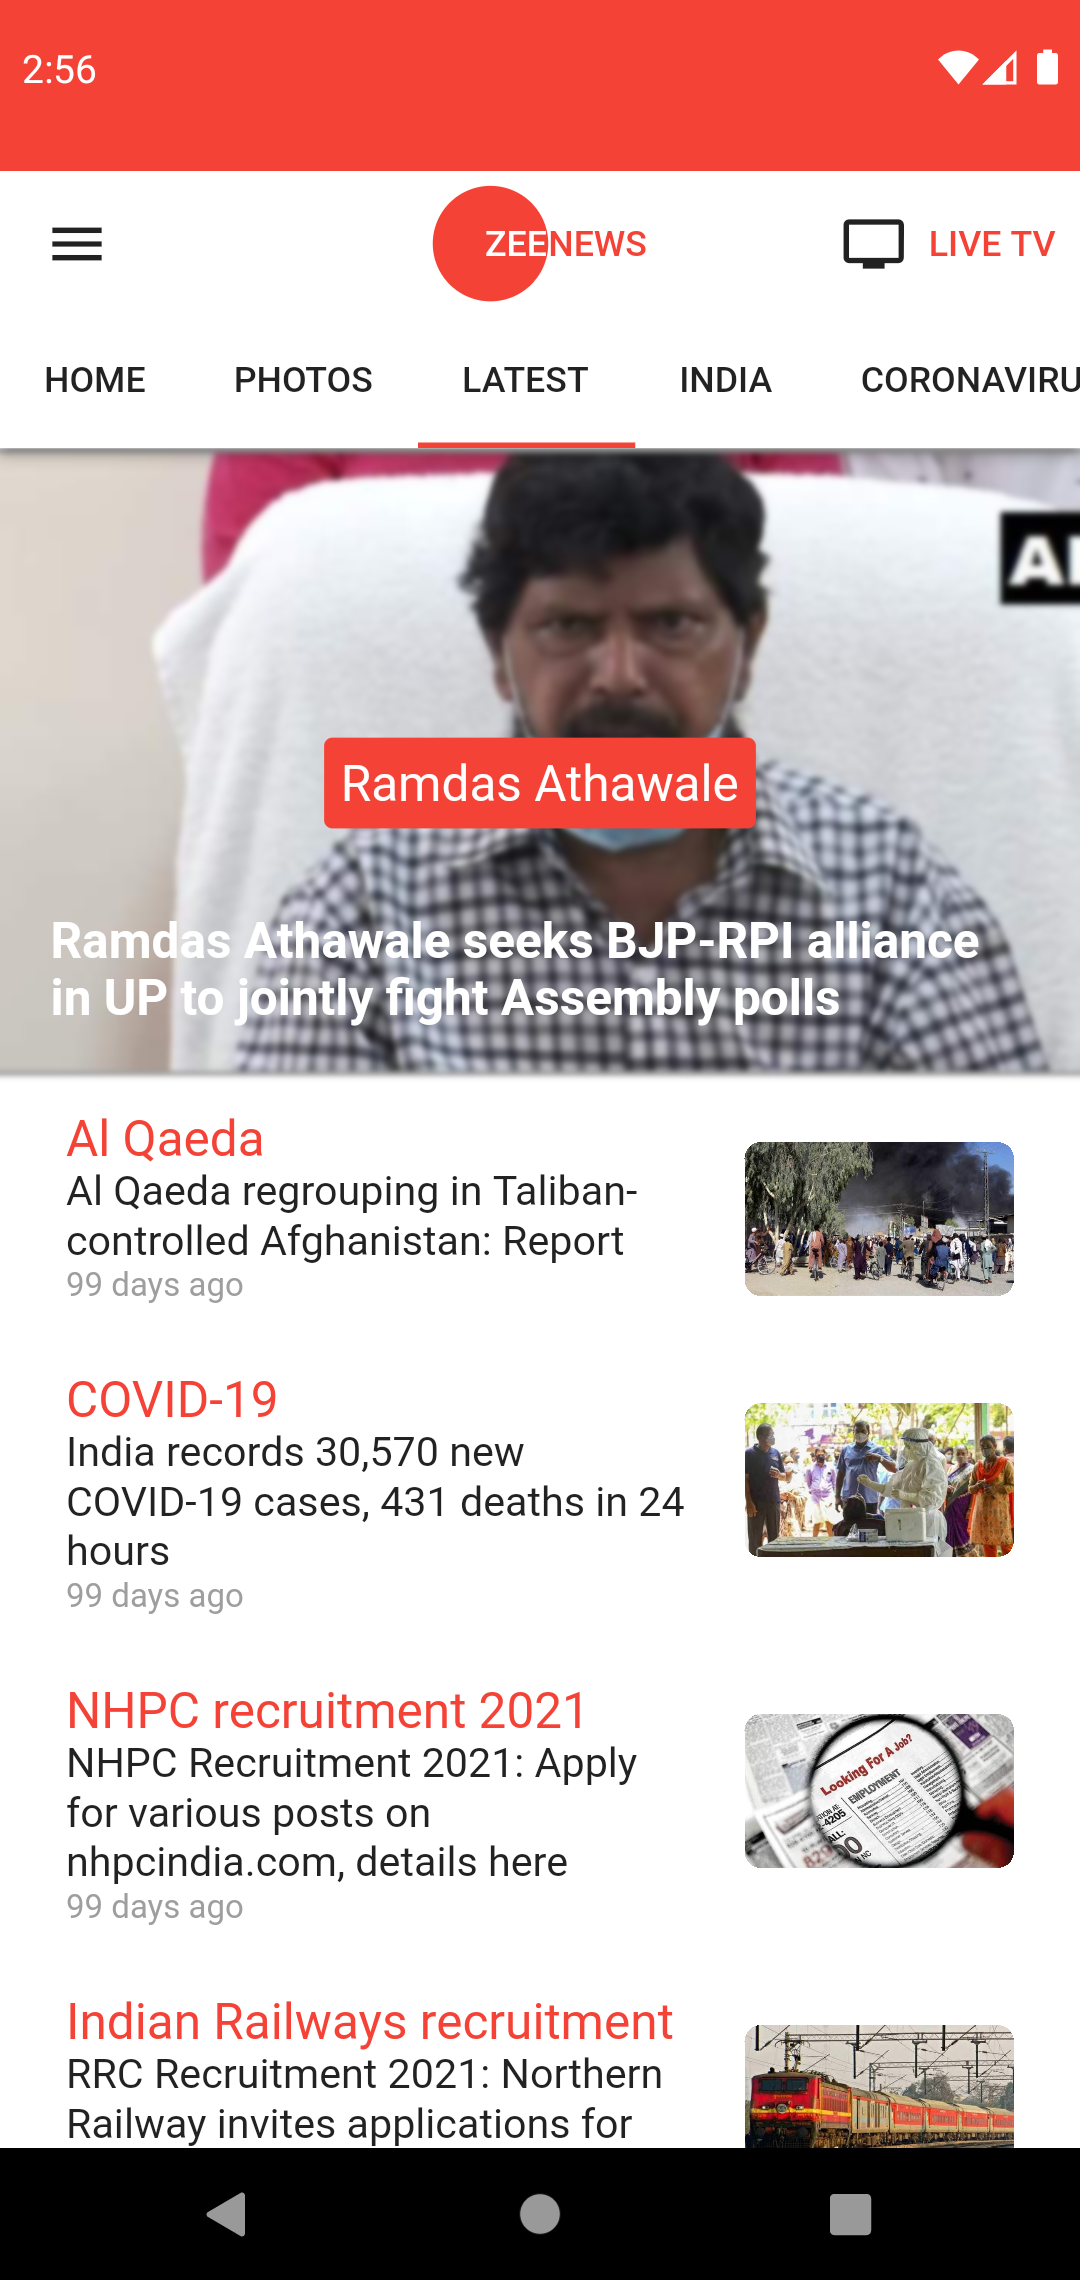 2:56
ZEENEWS
LIVE TV
HOME PHOTOS LATEST INDIA CORONAVIRU
Ramdas Athawale
Ramdas Athawale seeks BJP-RPI alliance
in UP to jointly fight Assembly polls
Al Qaeda
Al Qaeda regrouping in Taliban-
controlled Afghanistan: Report
99 days ago
COVID-19
India records 30,570 new
COVID-19 cases, 431 deaths in 24
hours
99 days ago
NHPC recruitment 2021
NHPC Recruitment 2021: Apply
for various posts on
nhpcindia.com, details here
99 days ago
Looking For A Job?
EMPLOYMENT
Indian Railways recruitment
RRC Recruitment 2021: Northern
Railway invites applications for